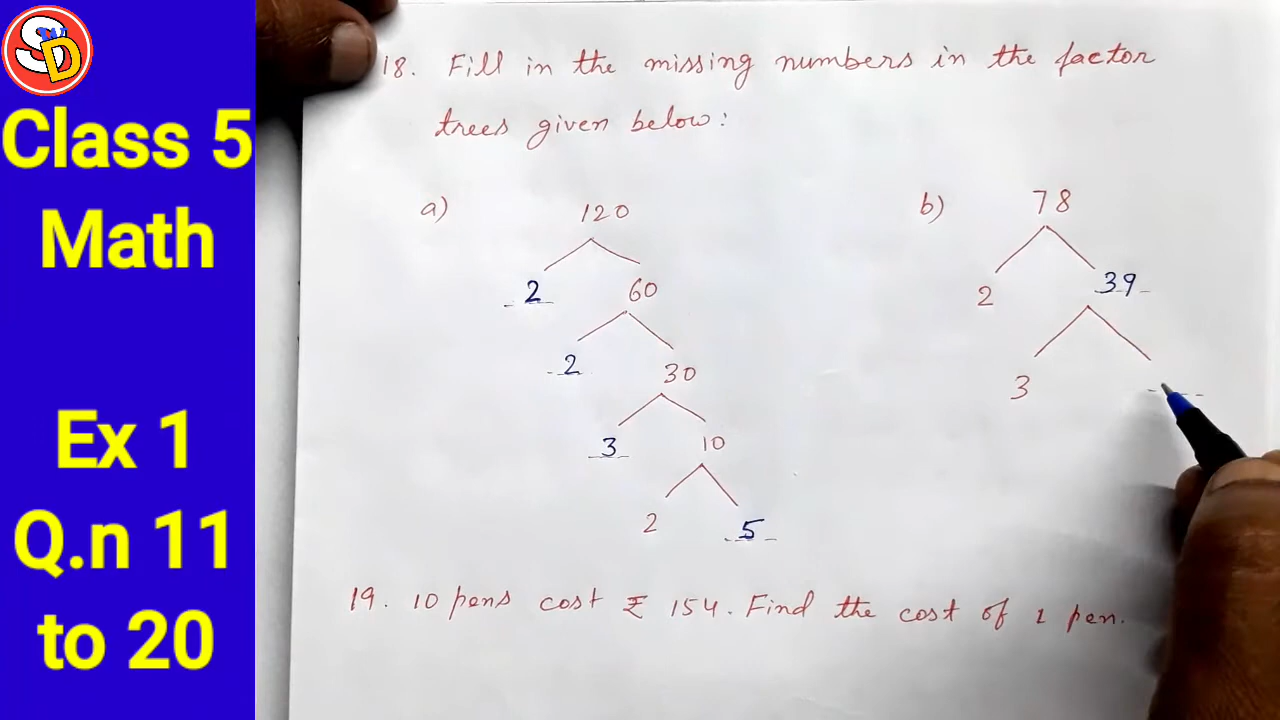 SD
Class 5
Math
Ex 1
Q.n 11
to 20
18. Fill in the missing numbers in the factor
trees given below:
a) 120
2 60
2 30
3 10
2 5
b) 78
2 39
3
19. 10 pens cost ₹ 154. Find the cost of 1 pen.